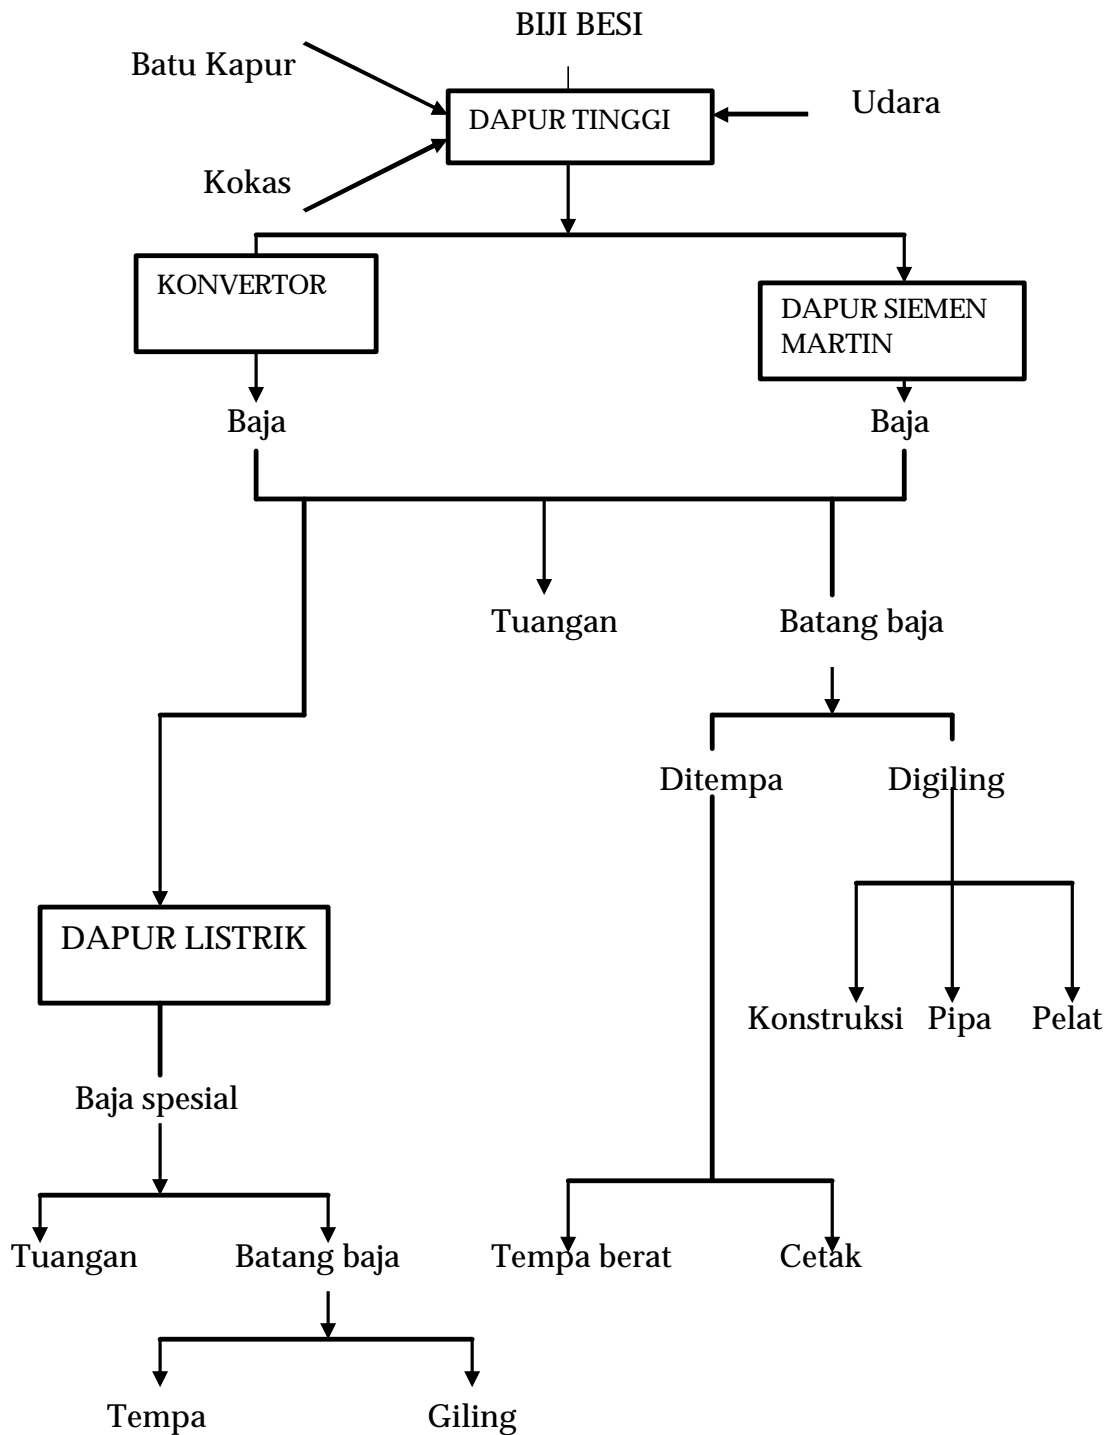 BIJI BESI
Batu Kapur
DAPUR TINGGI
Udara
Kokas
KONVERTOR
DAPUR SIEMEN
MARTIN
Baja
Baja
Tuangan
Batang baja
Ditempa
Digiling
DAPUR LISTRIK
Konstruksi
Pipa
Pelat
Baja spesial
Tuangan
Batang baja
Tempa berat
Cetak
Tempa
Giling